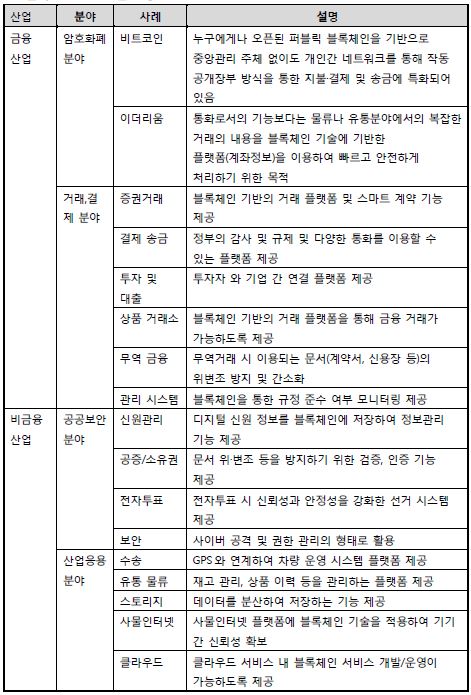 산업 분야 사례 설명
금융 암호화폐 비트코인 누구에게나 오픈된 퍼블릭 블록체인을 기반으로
산업 분야 중앙관리 주체 없이도 개인간 네트워크를 통해 작동
공개장부 방식을 통한 지불·결제 및 송금에 특화되어
있음
이더리움 통화로서의 기능보다는 물류나 유통분야에서의 복잡한
거래의 내용을 블록체인 기술에 기반한
플랫폼(계좌정보)을 이용하여 빠르고 안전하게
처리하기 위한 목적
거래,결 증권거래 블록체인 기반의 거래 플랫폼 및 스마트 계약 기능
제 분야 제공
결제 송금 정부의 감사 및 규제 및 다양한 통화를 이용할 수
있는 플랫폼 제공
투자 및 투자자 와 기업 간 연결 플랫폼 제공
대출
상품 거래소 블록체인 기반의 거래 플랫폼을 통해 금융 거래가
가능하도록 제공
무역 금융 무역거래 시 이용되는 문서(계약서, 신용장 등)의
위변조 방지 및 간소화
관리 시스템 블록체인을 통한 규정 준수 여부 모니터링 제공
비금융 공공보안 신원관리 디지털 신원 정보를 블록체인에 저장하여 정보관리
산업 분야 기능 제공
공증/소유권 문서 위·변조 등을 방지하기 위한 검증, 인증 기능
제공
전자투표 전자투표 시 신뢰성과 안정성을 강화한 선거 시스템
제공
보안 사이버 공격 및 권한 관리의 형태로 활용
산업응용 수송 GPS와 연계하여 차량 운영 시스템 플랫폼 제공
분야 유통 물류 재고 관리, 상품 이력 등을 관리하는 플랫폼 제공
스토리지 데이터를 분산하여 저장하는 기능 제공
사물인터넷 사물인터넷 플랫폼에 블록체인 기술을 적용하여 기기
간 신뢰성 확보
클라우드 클라우드 서비스 내 블록체인 서비스 개발/운영이
가능하도록 제공